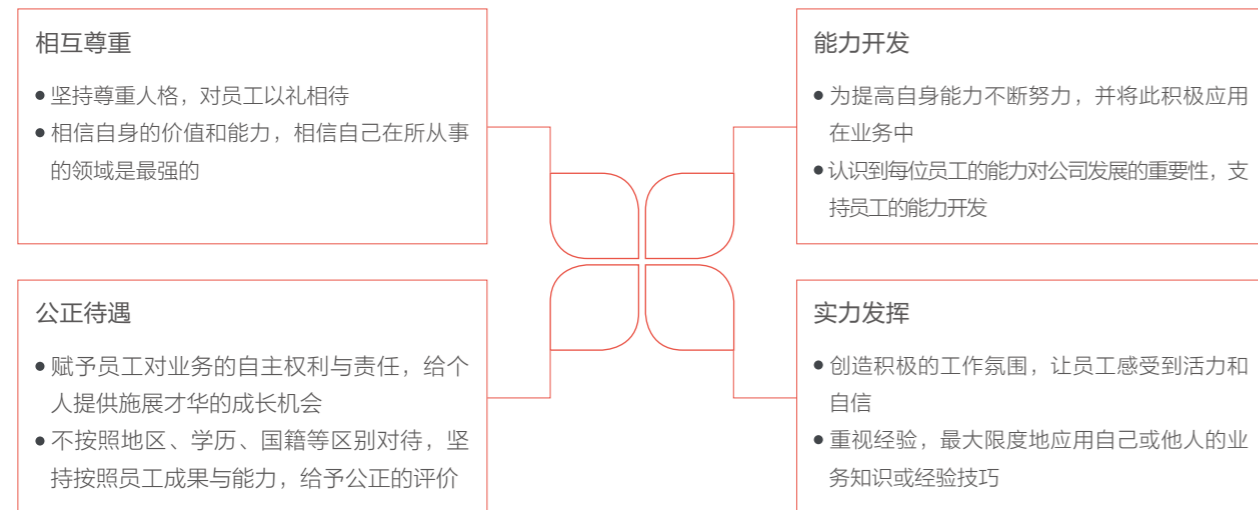 相互尊重
● 坚持尊重人格，对员工以礼相待
● 相信自身的价值和能力，相信自己在所从事
的领域是最强的
能力开发
● 为提高自身能力不断努力，并将此积极应用
在业务中
● 认识到每位员工的能力对公司发展的重要性，支
持员工的能力开发
公正待遇
● 赋予员工对业务的自主权利与责任，给个
人提供施展才华的成长机会
● 不按照地区、学历、国籍等区别对待，坚
持按照员工成果与能力，给予公正的评价
实力发挥
● 创造积极的工作氛围，让员工感受到活力和
自信
● 重视经验，最大限度地应用自己或他人的业
务知识或经验技巧